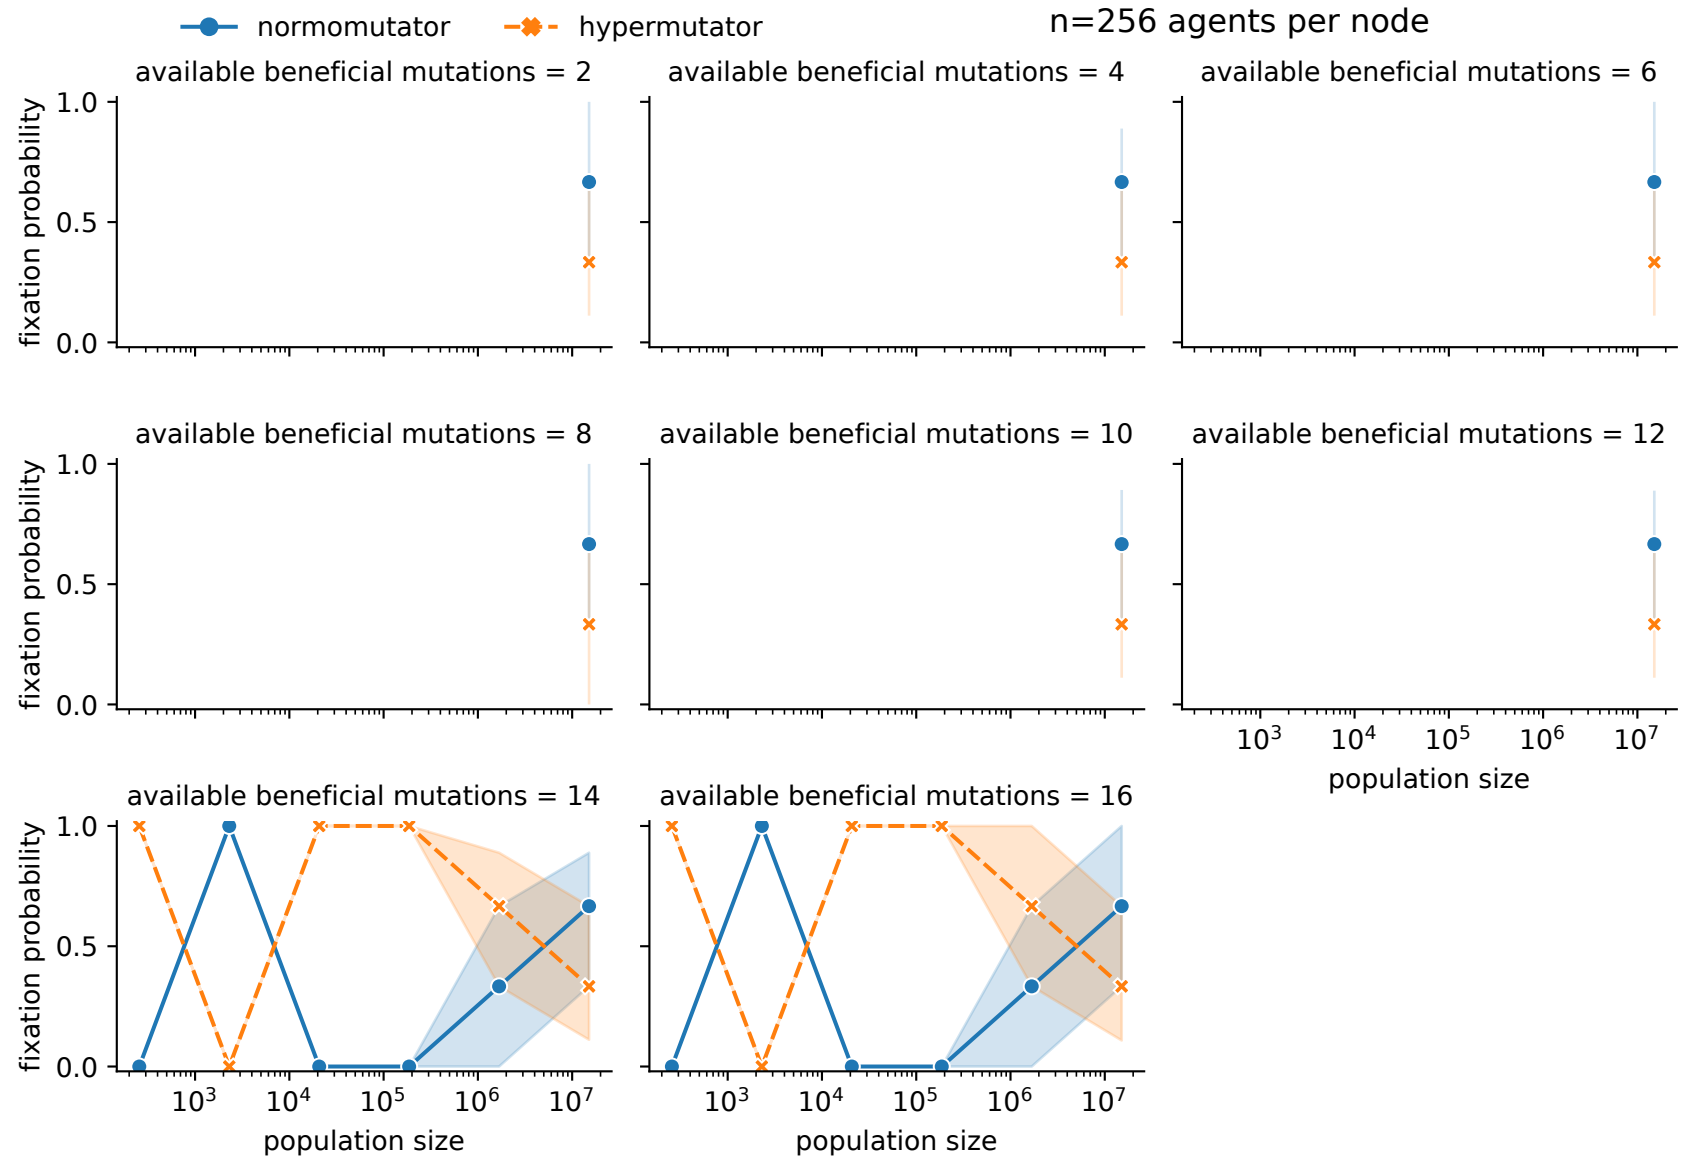 normomutator hypermutator n=256 agents per node
available beneficial mutations = 2
available beneficial mutations = 4
available beneficial mutations = 6
fixation probability
1.0
0.5
0.0
available beneficial mutations = 8
available beneficial mutations = 10
available beneficial mutations = 12
fixation probability
1.0
0.5
0.0
10³ 10⁴ 10⁵ 10⁶ 10⁷
population size
available beneficial mutations = 14
available beneficial mutations = 16
fixation probability
1.0
0.5
0.0
10³ 10⁴ 10⁵ 10⁶ 10⁷
population size
10³ 10⁴ 10⁵ 10⁶ 10⁷
population size